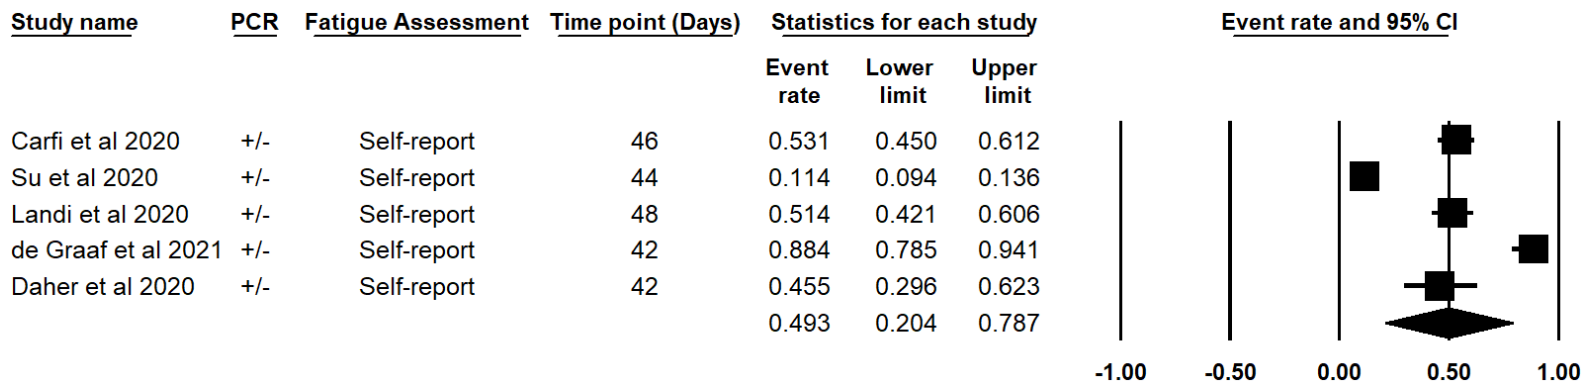 Study name PCR Fatigue Assessment Time point (Days) Statistics for each study Event rate and 95% CI
Event Lower Upper
rate limit limit
Carfi et al 2020 +/- Self-report 46 0.531 0.450 0.612
Su et al 2020 +/- Self-report 44 0.114 0.094 0.136
Landi et al 2020 +/- Self-report 48 0.514 0.421 0.606
de Graaf et al 2021 +/- Self-report 42 0.884 0.785 0.941
Daher et al 2020 +/- Self-report 42 0.455 0.296 0.623
0.493 0.204 0.787
-1.00 -0.50 0.00 0.50 1.00